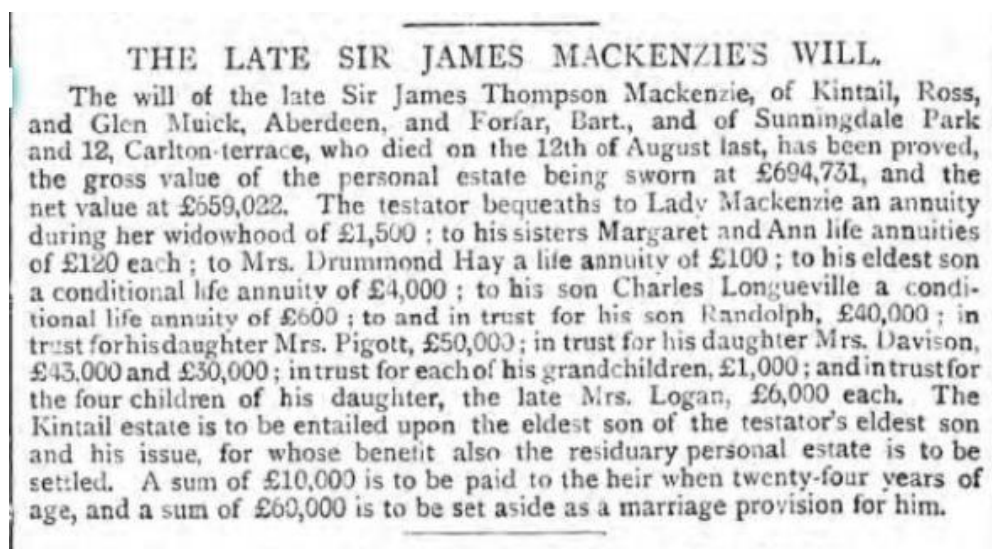 THE LATE SIR JAMES MACKENZIE'S WILL.
The will of the late Sir James Thompson Mackenzie, of Kintail, Ross,
and Glen Muick, Aberdeen, and Forfar, Bart., and of Sunningdale Park
and 12, Carlton-terrace, who died on the 12th of August last, has been proved,
the gross value of the personal estate being sworn at £694,731, and the
net value at £659,022. The testator bequeaths to Lady Mackenzie an annuity
during her widowhood of £1,500 ; to his sisters Margaret and Ann life annuities
of £120 each ; to Mrs. Drummond Hay a life annuity of £100 ; to his eldest son
a conditional life annuity of £4,000 ; to his son Charles Longueville a condi-
tional life annuity of £600 ; to and in trust for his son Randolph, £40,000 ; in
trust for his daughter Mrs. Pigott, £50,000 ; in trust for his daughter Mrs. Davison,
£43,000 and £30,000 ; in trust for each of his grandchildren, £1,000 ; and in trust for
the four children of his daughter, the late Mrs. Logan, £6,000 each. The
Kintail estate is to be entailed upon the eldest son of the testator's eldest son
and his issue, for whose benefit also the residuary personal estate is to be
settled. A sum of £10,000 is to be paid to the heir when twenty-four years of
age, and a sum of £60,000 is to be set aside as a marriage provision for him.